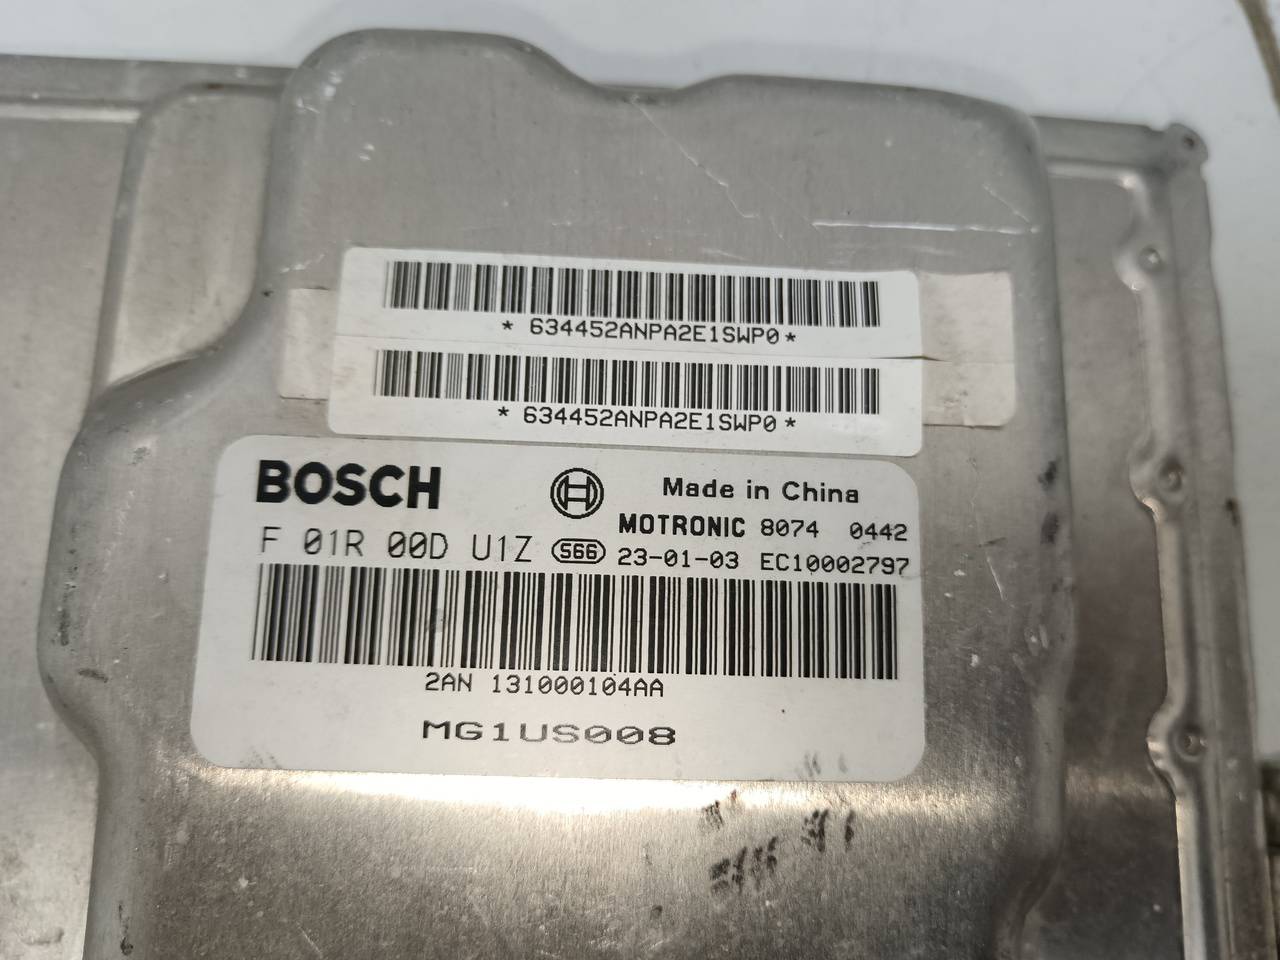 * 634452ANPA2E1SWP0 *
* 634452ANPA2E1SWP0 *
BOSCH Made in China
MOTRONIC 8074 0442
F 01R 00D U1Z 566 23-01-03 EC10002797
2AN 131000104AA
MG1US008